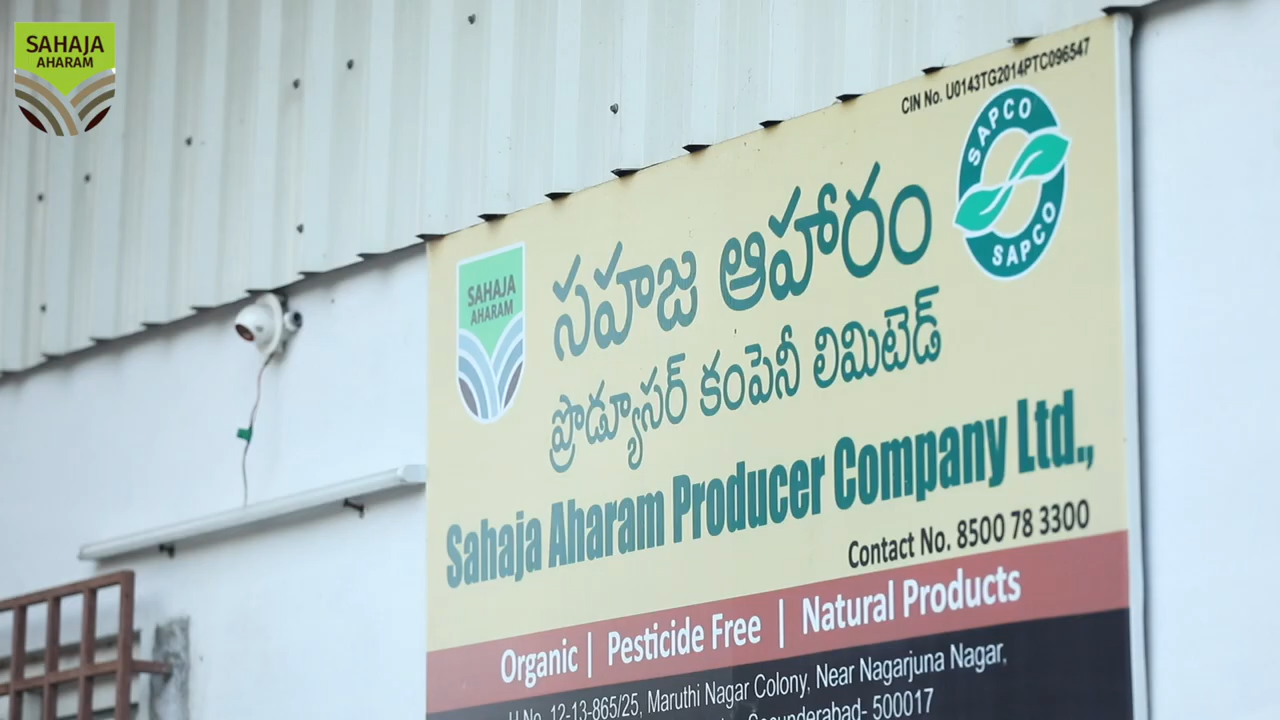 SAHAJA
AHARAM
CIN No. U0143TG2014PTC096547
SAPCO
SAPCO
SAHAJA
AHARAM
సహజ ఆహారం
ప్రొడ్యూసర్ కంపెనీ లిమిటెడ్
Sahaja Aharam Producer Company Ltd.,
Contact No. 8500 78 3300
Organic | Pesticide Free | Natural Products
H.No. 12-13-865/25, Maruthi Nagar Colony, Near Nagarjuna Nagar,
Secunderabad- 500017